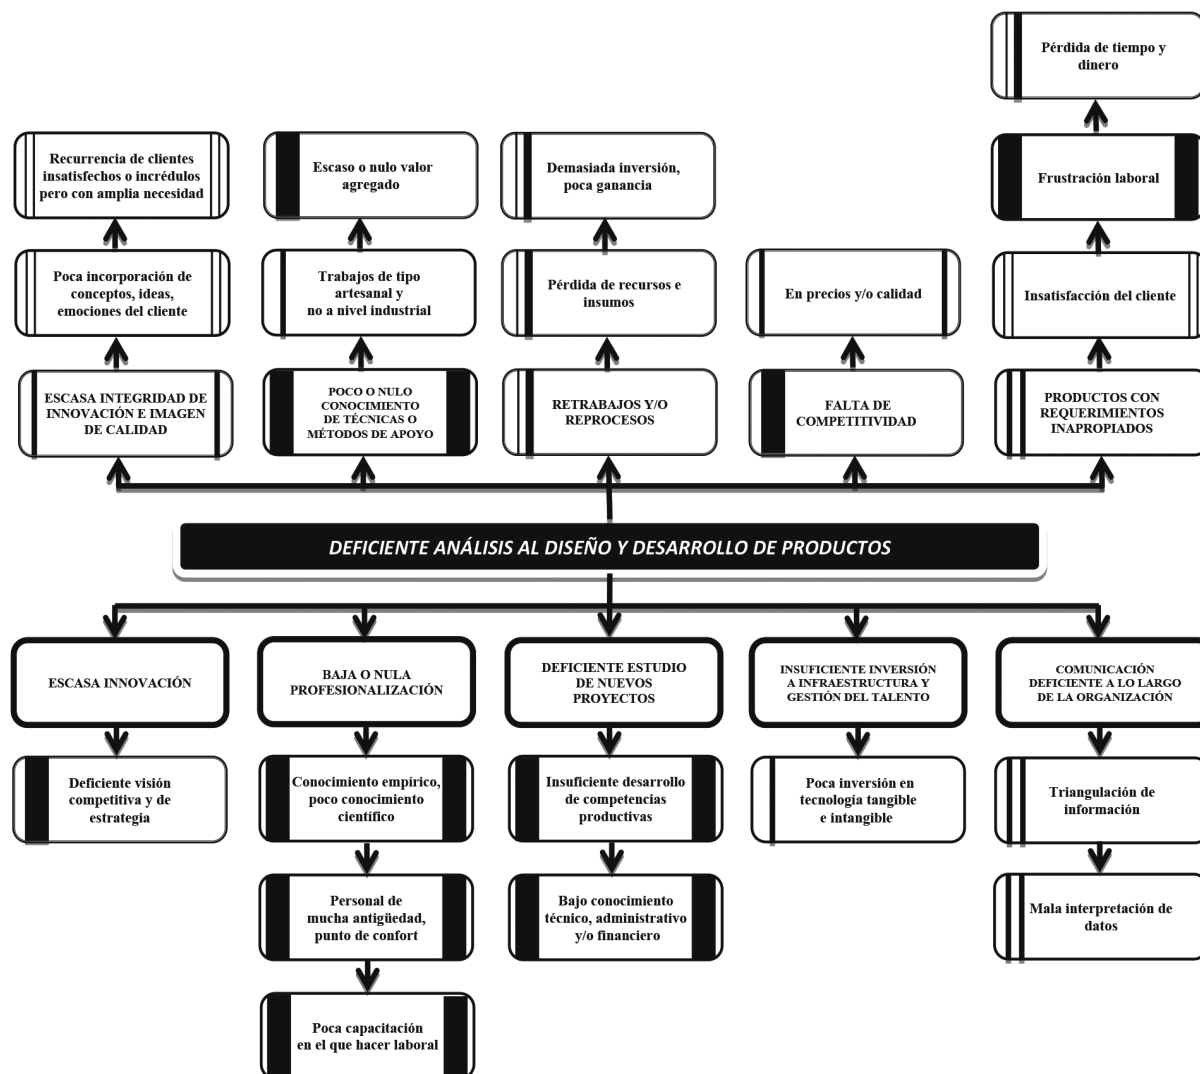 Pérdida de tiempo y
dinero
Recurrencia de clientes
insatisfechos o incrédulos
pero con amplia necesidad
Escaso o nulo valor
agregado
Demasiada inversión,
poca ganancia
Frustración laboral
Poca incorporación de
conceptos, ideas,
emociones del cliente
Trabajos de tipo
artesanal y
no a nivel industrial
Pérdida de recursos e
insumos
En precios y/o calidad
Insatisfacción del cliente
ESCASA INTEGRIDAD DE
INNOVACIÓN E IMAGEN
DE CALIDAD
POCO O NULO
CONOCIMIENTO
DE TÉCNICAS O
MÉTODOS DE APOYO
RETRABAJOS Y/O
REPROCESOS
FALTA DE
COMPETITIVIDAD
PRODUCTOS CON
REQUERIMIENTOS
INAPROPIADOS
DEFICIENTE ANÁLISIS AL DISEÑO Y DESARROLLO DE PRODUCTOS
ESCASA INNOVACIÓN
BAJA O NULA
PROFESIONALIZACIÓN
DEFICIENTE ESTUDIO
DE NUEVOS
PROYECTOS
INSUFICIENTE INVERSIÓN
A INFRAESTRUCTURA Y
GESTIÓN DEL TALENTO
COMUNICACIÓN
DEFICIENTE A LO LARGO
DE LA ORGANIZACIÓN
Deficiente visión
competitiva y de
estrategia
Conocimiento empírico,
poco conocimiento
científico
Insuficiente desarrollo
de competencias
productivas
Poca inversión en
tecnología tangible
e intangible
Triangulación de
información
Personal de
mucha antigüedad,
punto de confort
Bajo conocimiento
técnico, administrativo
y/o financiero
Mala interpretación de
datos
Poca capacitación
en el que hacer laboral